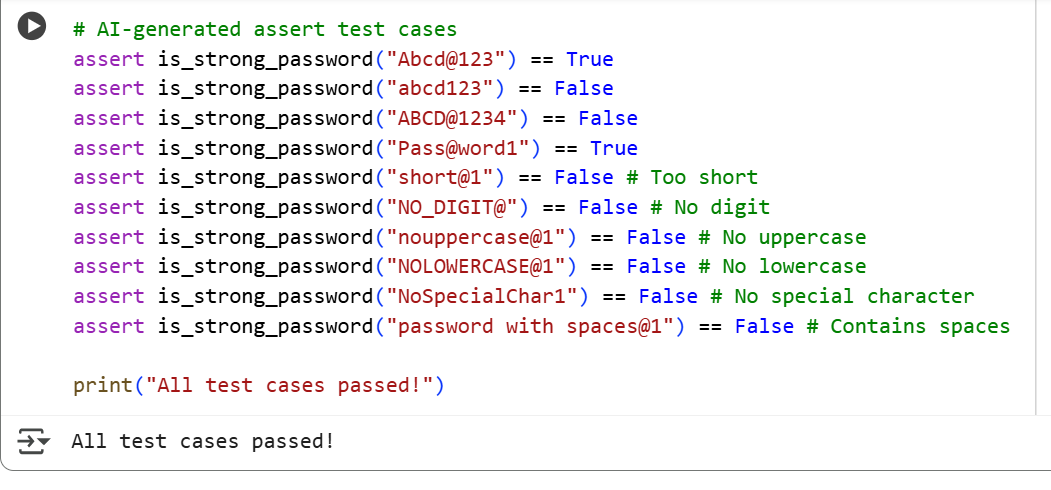 # AI-generated assert test cases
assert is_strong_password("Abcd@123") == True
assert is_strong_password("abcd123") == False
assert is_strong_password("ABCD@1234") == False
assert is_strong_password("Pass@word1") == True
assert is_strong_password("short@1") == False # Too short
assert is_strong_password("NO_DIGIT@") == False # No digit
assert is_strong_password("nouppercase@1") == False # No uppercase
assert is_strong_password("NOLOWERCASE@1") == False # No lowercase
assert is_strong_password("NoSpecialChar1") == False # No special character
assert is_strong_password("password with spaces@1") == False # Contains spaces
print("All test cases passed!")
All test cases passed!